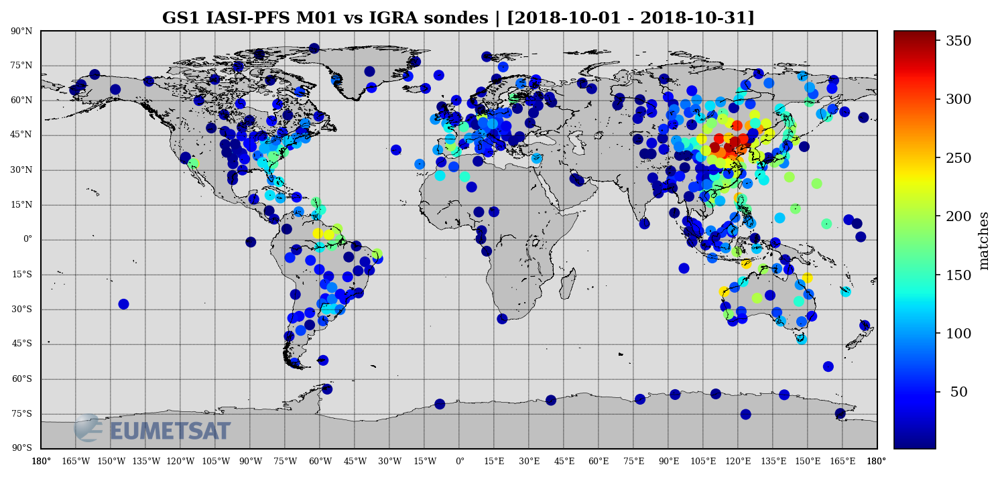 GS1 IASI-PFS M01 vs IGRA sondes | [2018-10-01 - 2018-10-31]
90°N
75°N
60°N
45°N
30°N
15°N
0°
15°S
30°S
45°S
60°S
75°S
90°S
180° 165°W 150°W 135°W 120°W 105°W 90°W 75°W 60°W 45°W 30°W 15°W 0° 15°E 30°E 45°E 60°E 75°E 90°E 105°E 120°E 135°E 150°E 165°E 180°
EUMETSAT
350
300
250
200
150
100
50
matches